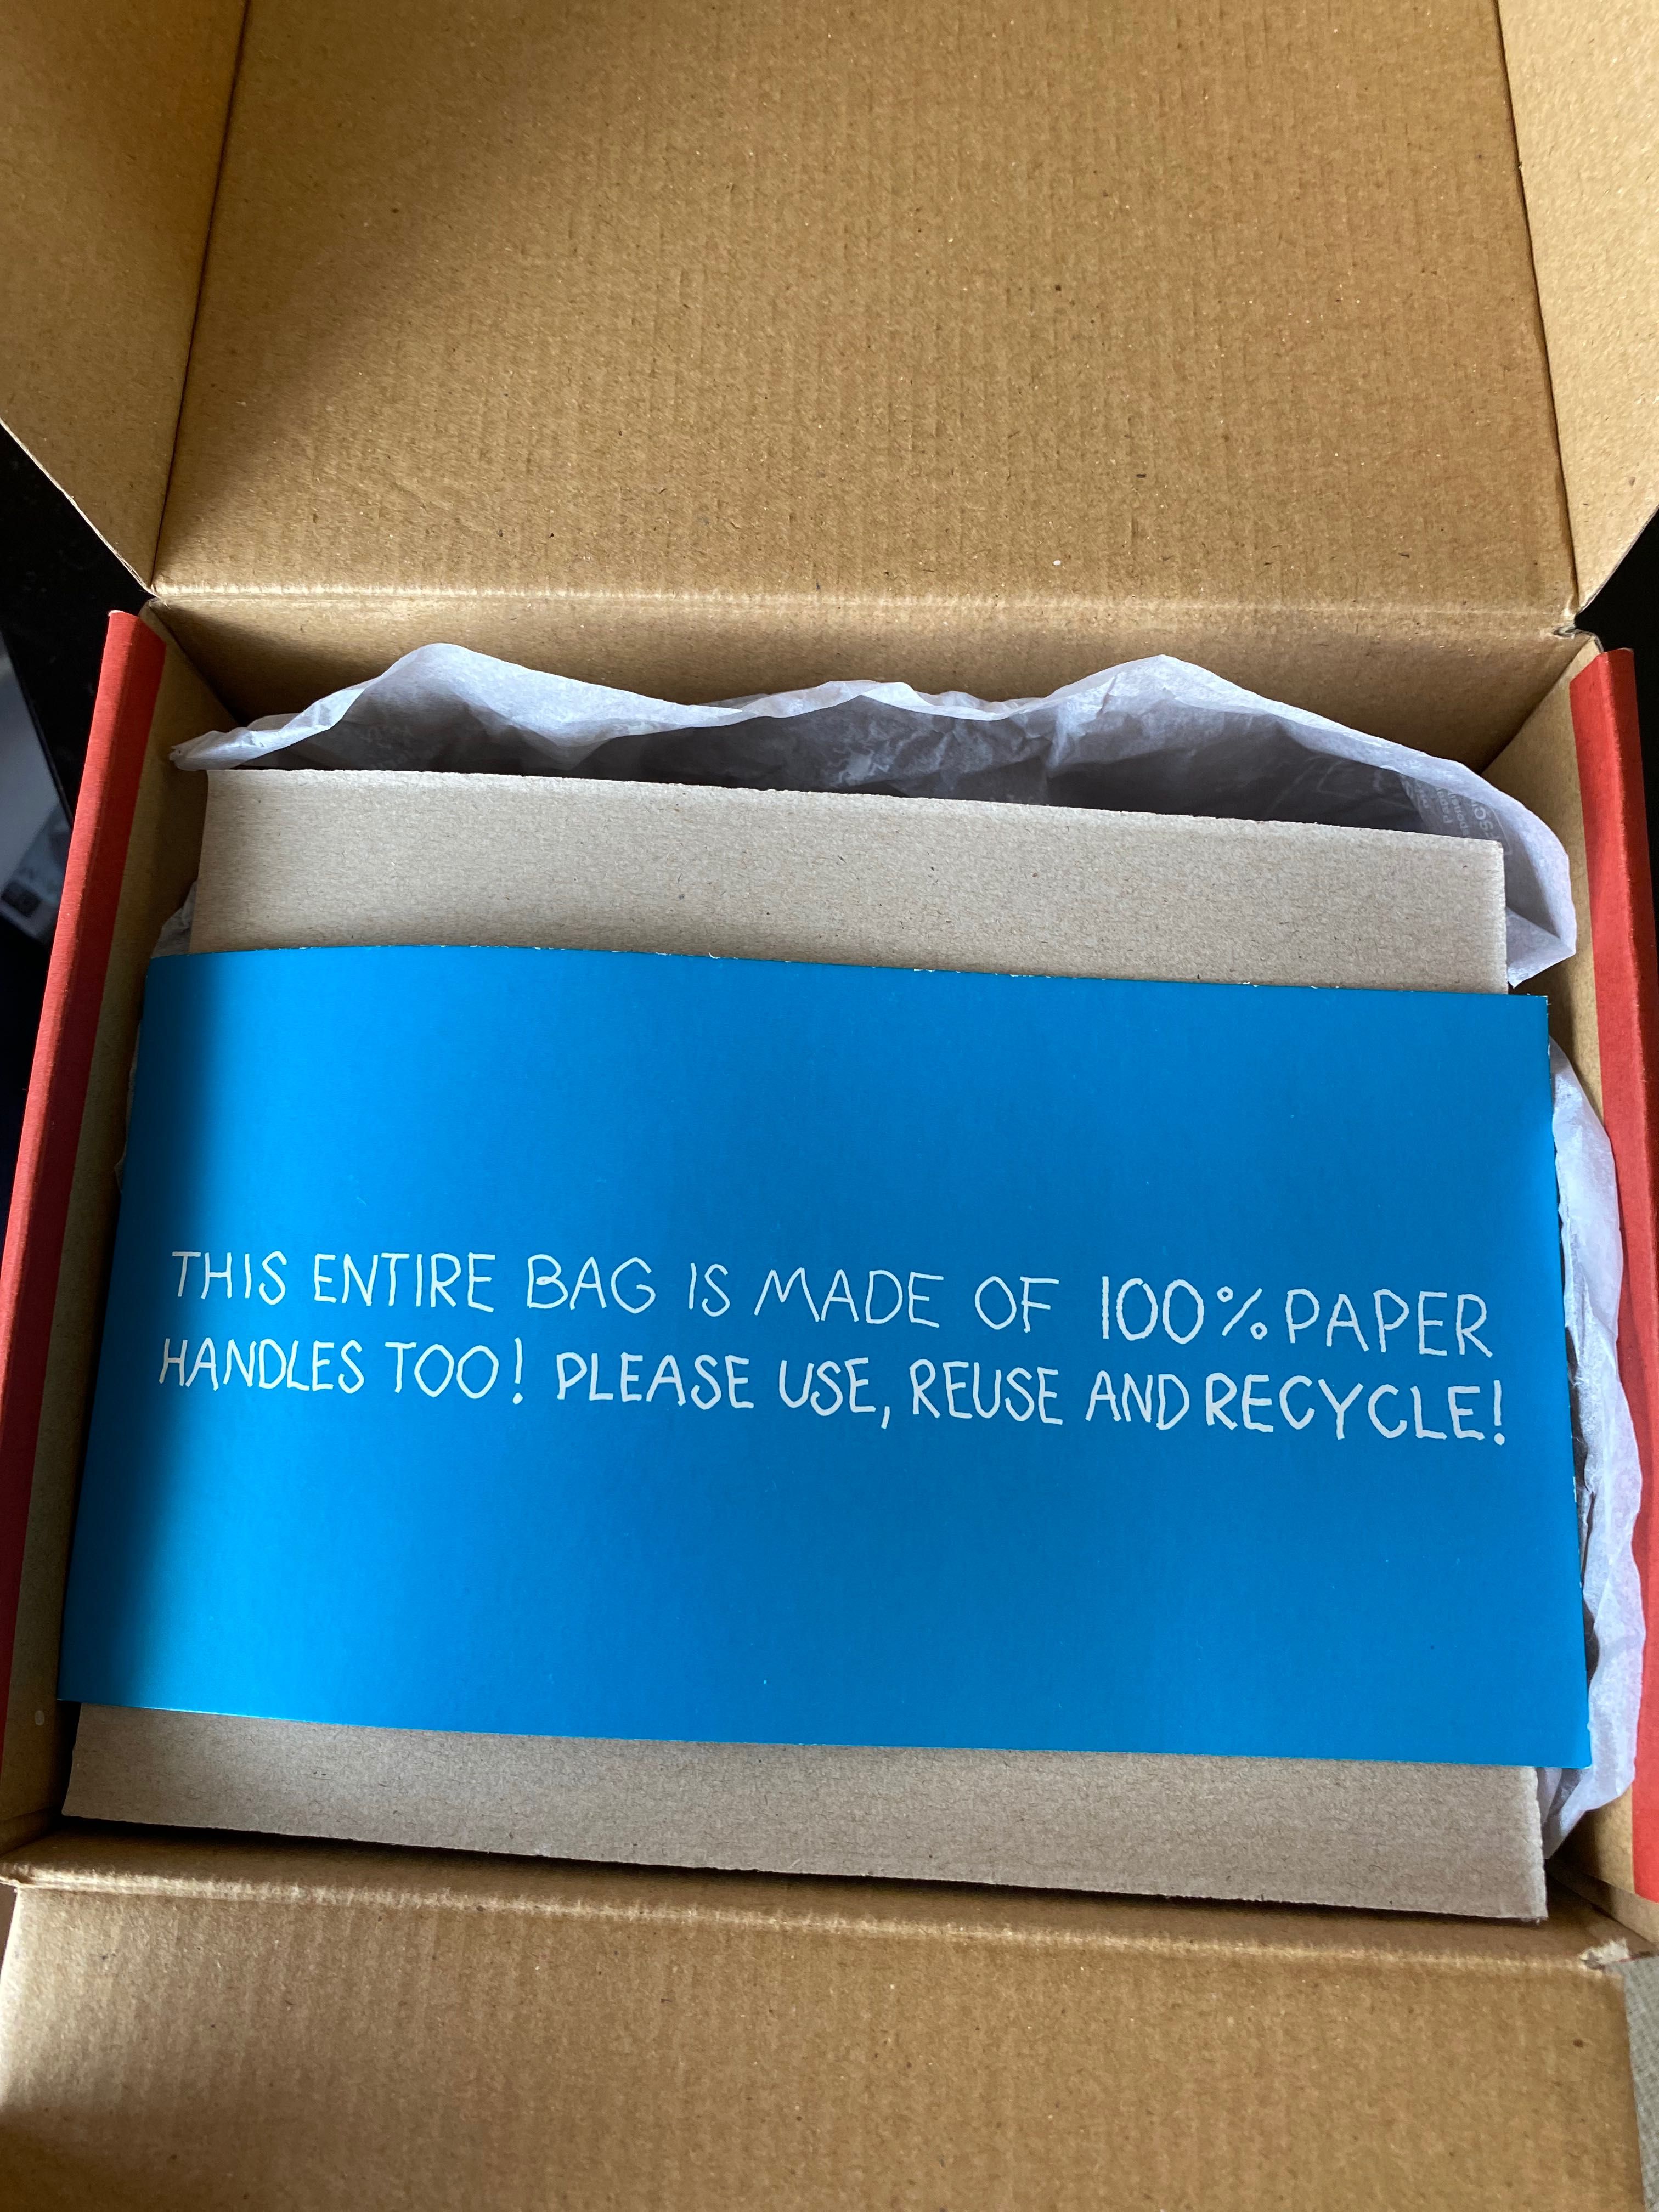 THIS ENTIRE BAG IS MADE OF 100% PAPER
HANDLES TOO! PLEASE USE, REUSE AND RECYCLE!